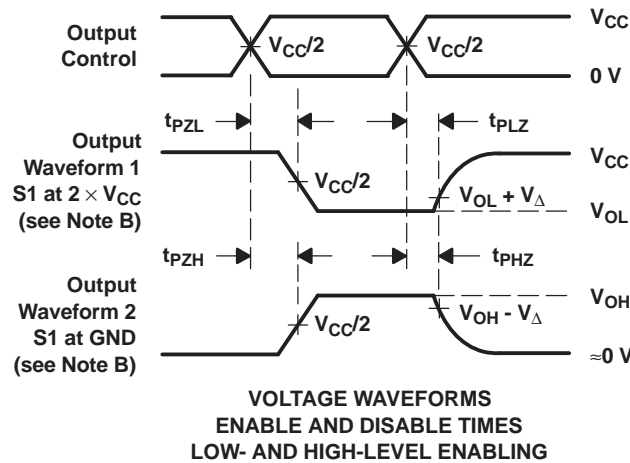 Output
Control
V_CC/2
V_CC/2
V_CC
0 V
t_PZL
t_PLZ
Output
Waveform 1
S1 at 2 × V_CC
(see Note B)
V_CC/2
V_CC
V_OL + V_Δ
V_OL
t_PZH
t_PHZ
Output
Waveform 2
S1 at GND
(see Note B)
V_CC/2
V_OH
V_OH - V_Δ
≈0 V
VOLTAGE WAVEFORMS
ENABLE AND DISABLE TIMES
LOW- AND HIGH-LEVEL ENABLING